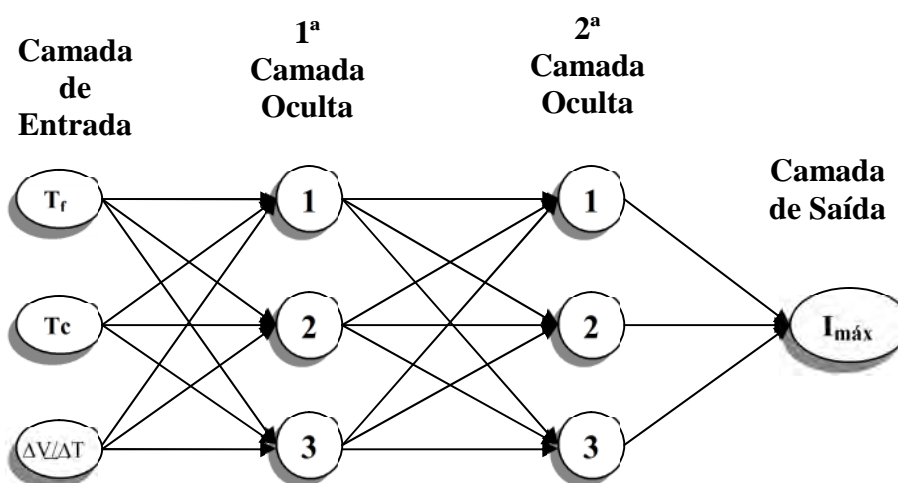 Camada
de
Entrada
1ª
Camada
Oculta
2ª
Camada
Oculta
Camada
de Saída
Tf
Tc
ΔV/ΔT
1
2
3
1
2
3
Imáx